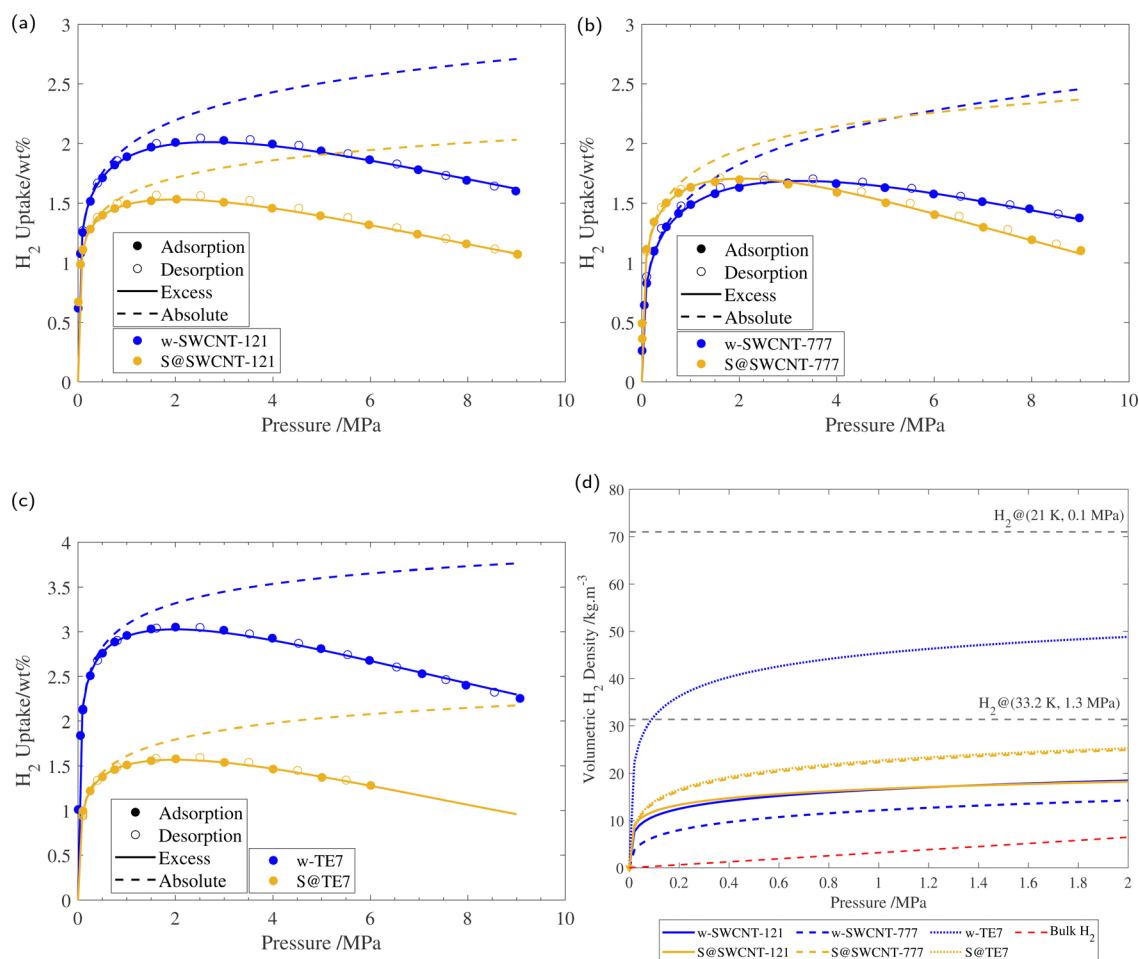 (a)
3
2.5
2
1.5
1
0.5
0
H2 Uptake/wt%
Adsorption
Desorption
Excess
Absolute
w-SWCNT-121
S@SWCNT-121
0 2 4 6 8 10
Pressure /MPa
(b)
3
2.5
2
1.5
1
0.5
0
H2 Uptake/wt%
Adsorption
Desorption
Excess
Absolute
w-SWCNT-777
S@SWCNT-777
0 2 4 6 8 10
Pressure /MPa
(c)
4
3.5
3
2.5
2
1.5
1
0.5
0
H2 Uptake/wt%
Adsorption
Desorption
Excess
Absolute
w-TE7
S@TE7
0 2 4 6 8 10
Pressure /MPa
(d)
80
70
60
50
40
30
20
10
0
Volumetric H2 Density /kg.m-3
H2@(21 K, 0.1 MPa)
H2@(33.2 K, 1.3 MPa)
0 0.2 0.4 0.6 0.8 1 1.2 1.4 1.6 1.8 2
Pressure /MPa
w-SWCNT-121 w-SWCNT-777 w-TE7 Bulk H2
S@SWCNT-121 S@SWCNT-777 S@TE7